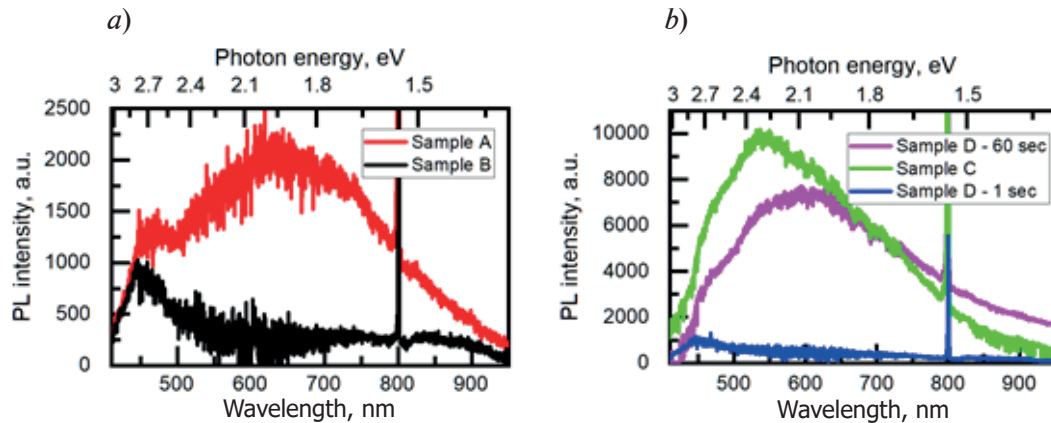 a)
Photon energy, eV
3 2.7 2.4 2.1 1.8 1.5
2500
2000
1500
1250
1000
500
250
0
PL intensity, a.u.
Sample A
Sample B
500 600 700 800 900
Wavelength, nm
b)
Photon energy, eV
3 2.7 2.4 2.1 1.8 1.5
10000
8000
6000
4000
2000
0
PL intensity, a.u.
Sample D - 60 sec
Sample C
Sample D - 1 sec
500 600 700 800 900
Wavelength, nm